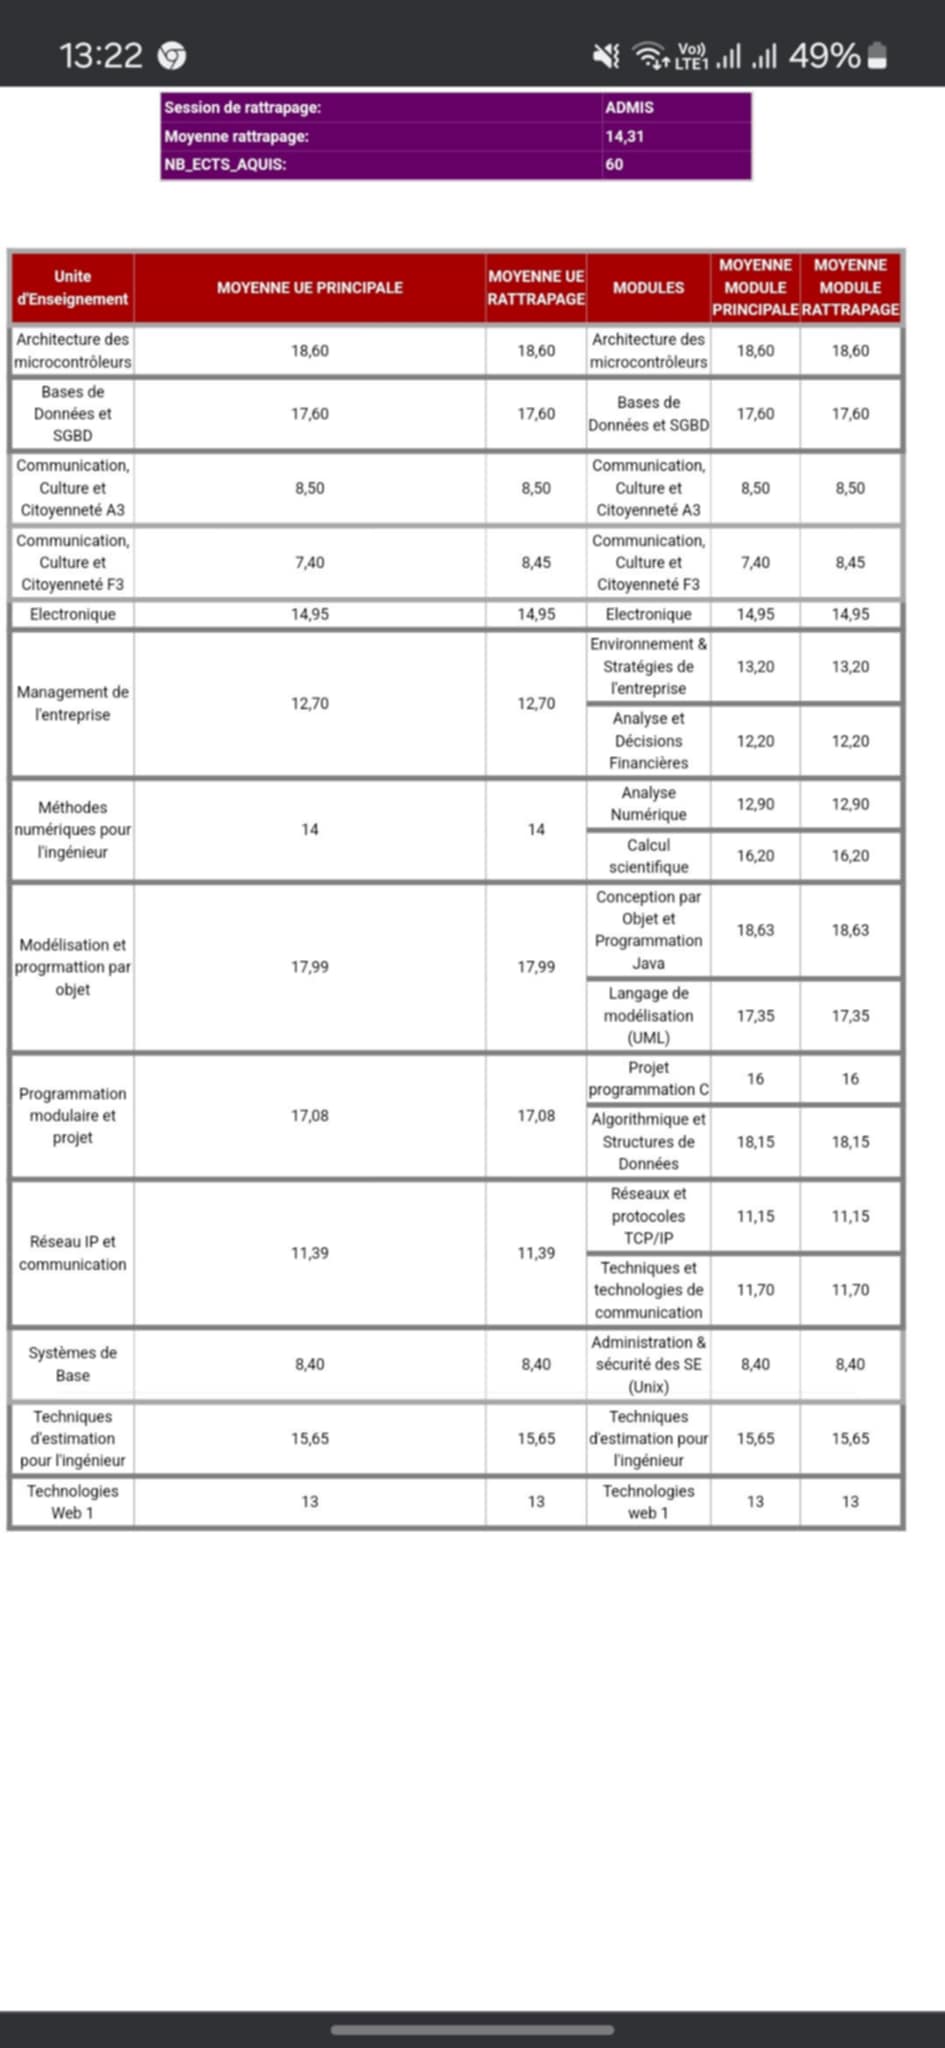 13:22
Vo)) LTE1
49%
Session de rattrapage: ADMIS
Moyenne rattrapage: 14,31
NB_ECTS_AQUIS: 60
Unite
d'Enseignement
MOYENNE UE PRINCIPALE
MOYENNE UE
RATTRAPAGE
MODULES
MOYENNE
MODULE
PRINCIPALE
MOYENNE
MODULE
RATTRAPAGE
Architecture des
microcontrôleurs
18,60
18,60
Architecture des
microcontrôleurs
18,60
18,60
Bases de
Données et
SGBD
17,60
17,60
Bases de
Données et SGBD
17,60
17,60
Communication,
Culture et
Citoyenneté A3
8,50
8,50
Communication,
Culture et
Citoyenneté A3
8,50
8,50
Communication,
Culture et
Citoyenneté F3
7,40
8,45
Communication,
Culture et
Citoyenneté F3
7,40
8,45
Electronique
14,95
14,95
Electronique
14,95
14,95
Management de
l'entreprise
12,70
12,70
Environnement &
Stratégies de
l'entreprise
13,20
13,20
Analyse et
Décisions
Financières
12,20
12,20
Méthodes
numériques pour
l'ingénieur
14
14
Analyse
Numérique
12,90
12,90
Calcul
scientifique
16,20
16,20
Modélisation et
progrmattion par
objet
17,99
17,99
Conception par
Objet et
Programmation
Java
18,63
18,63
Langage de
modélisation
(UML)
17,35
17,35
Programmation
modulaire et
projet
17,08
17,08
Projet
programmation C
16
16
Algorithmique et
Structures de
Données
18,15
18,15
Réseau IP et
communication
11,39
11,39
Réseaux et
protocoles
TCP/IP
11,15
11,15
Techniques et
technologies de
communication
11,70
11,70
Systèmes de
Base
8,40
8,40
Administration &
sécurité des SE
(Unix)
8,40
8,40
Techniques
d'estimation
pour l'ingénieur
15,65
15,65
Techniques
d'estimation pour
l'ingénieur
15,65
15,65
Technologies
Web 1
13
13
Technologies
web 1
13
13